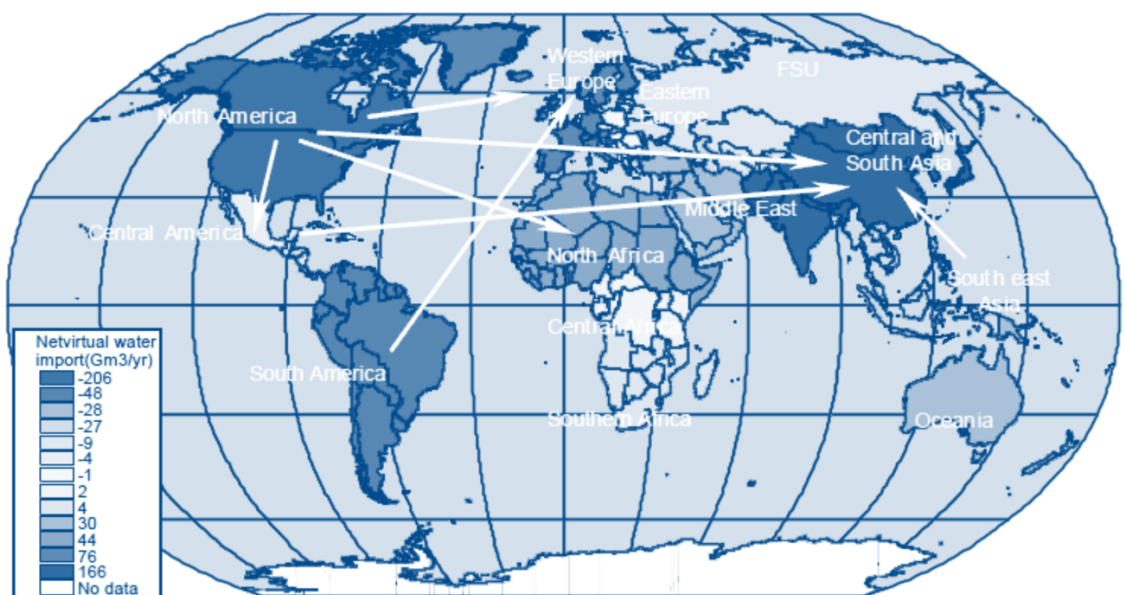 Western
Europe
FSU
Eastern
Europe
North America
Central and
South Asia
Middle East
Central America
North Africa
South east
Asia
Central Africa
South America
Southern Africa
Oceania
Netvirtual water
import(Gm3/yr)
-206
-48
-28
-27
-9
-4
-1
2
4
30
44
76
166
No data